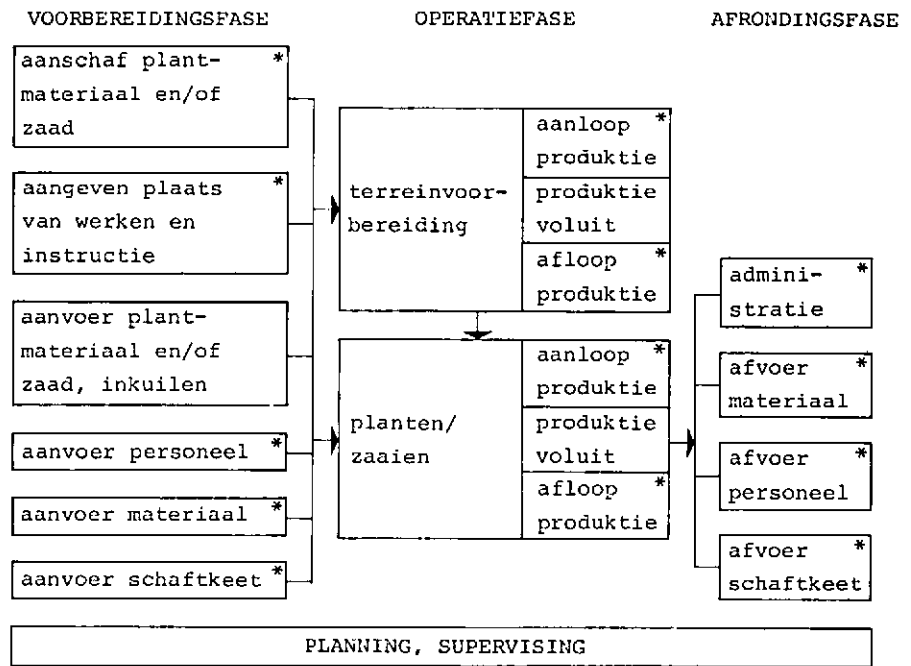 VOORBEREIDINGSFASE
aanschaf plant- *
materiaal en/of
zaad
aangeven plaats *
van werken en
instructie
aanvoer plant-
materiaal en/of
zaad, inkuilen
aanvoer personeel *
aanvoer materiaal *
aanvoer schaftkeet *
OPERATIEFASE
terreinvoor-
bereiding
aanloop *
produktie
produktie
voluit
afloop *
produktie
planten/
zaaien
aanloop *
produktie
produktie
voluit
afloop *
produktie
AFRONDINGSFASE
admini- *
stratie
afvoer *
materiaal
afvoer *
personeel
afvoer *
schaftkeet
PLANNING, SUPERVISING